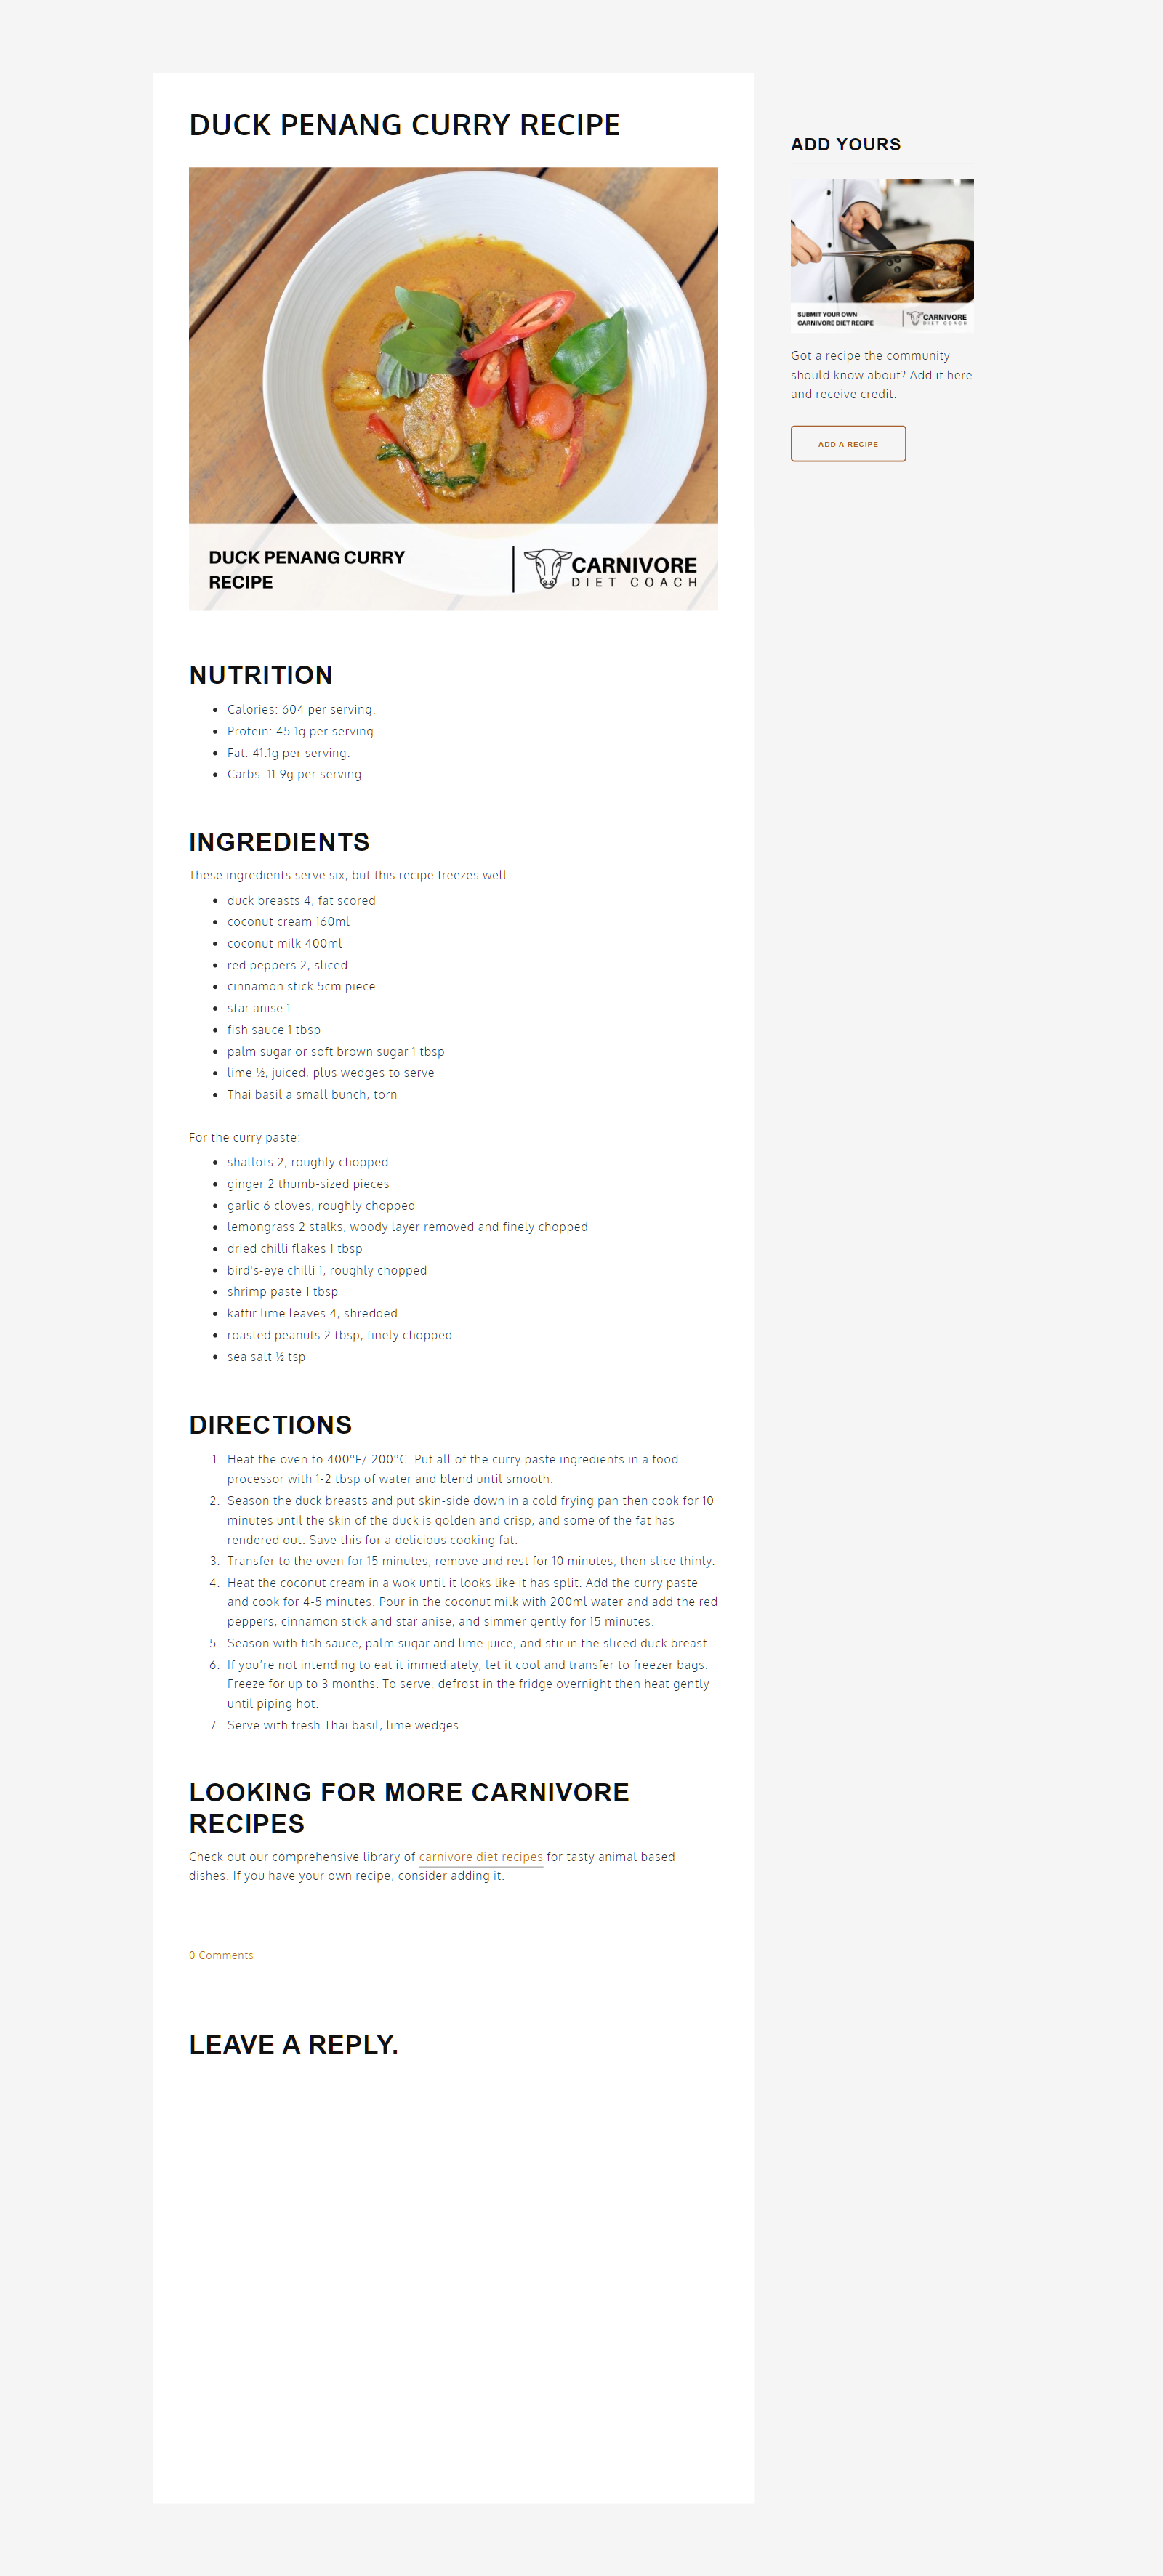 DUCK PENANG CURRY RECIPE
DUCK PENANG CURRY
RECIPE
CARNIVORE
DIET COACH
NUTRITION
• Calories: 604 per serving.
• Protein: 45.1g per serving.
• Fat: 41.1g per serving.
• Carbs: 11.9g per serving.
INGREDIENTS
These ingredients serve six, but this recipe freezes well.
• duck breasts 4, fat scored
• coconut cream 160ml
• coconut milk 400ml
• red peppers 2, sliced
• cinnamon stick 5cm piece
• star anise 1
• fish sauce 1 tbsp
• palm sugar or soft brown sugar 1 tbsp
• lime ½, juiced, plus wedges to serve
• Thai basil a small bunch, torn
For the curry paste:
• shallots 2, roughly chopped
• ginger 2 thumb-sized pieces
• garlic 6 cloves, roughly chopped
• lemongrass 2 stalks, woody layer removed and finely chopped
• dried chilli flakes 1 tbsp
• bird's-eye chilli 1, roughly chopped
• shrimp paste 1 tbsp
• kaffir lime leaves 4, shredded
• roasted peanuts 2 tbsp, finely chopped
• sea salt ½ tsp
DIRECTIONS
1. Heat the oven to 400°F/ 200°C. Put all of the curry paste ingredients in a food
processor with 1-2 tbsp of water and blend until smooth.
2. Season the duck breasts and put skin-side down in a cold frying pan then cook for 10
minutes until the skin of the duck is golden and crisp, and some of the fat has
rendered out. Save this for a delicious cooking fat.
3. Transfer to the oven for 15 minutes, remove and rest for 10 minutes, then slice thinly.
4. Heat the coconut cream in a wok until it looks like it has split. Add the curry paste
and cook for 4-5 minutes. Pour in the coconut milk with 200ml water and add the red
peppers, cinnamon stick and star anise, and simmer gently for 15 minutes.
5. Season with fish sauce, palm sugar and lime juice, and stir in the sliced duck breast.
6. If you're not intending to eat it immediately, let it cool and transfer to freezer bags.
Freeze for up to 3 months. To serve, defrost in the fridge overnight then heat gently
until piping hot.
7. Serve with fresh Thai basil, lime wedges.
LOOKING FOR MORE CARNIVORE
RECIPES
Check out our comprehensive library of carnivore diet recipes for tasty animal based
dishes. If you have your own recipe, consider adding it.
0 Comments
LEAVE A REPLY.
ADD YOURS
SUBMIT YOUR OWN
CARNIVORE DIET RECIPE
CARNIVORE
DIET COACH
Got a recipe the community
should know about? Add it here
and receive credit.
ADD A RECIPE